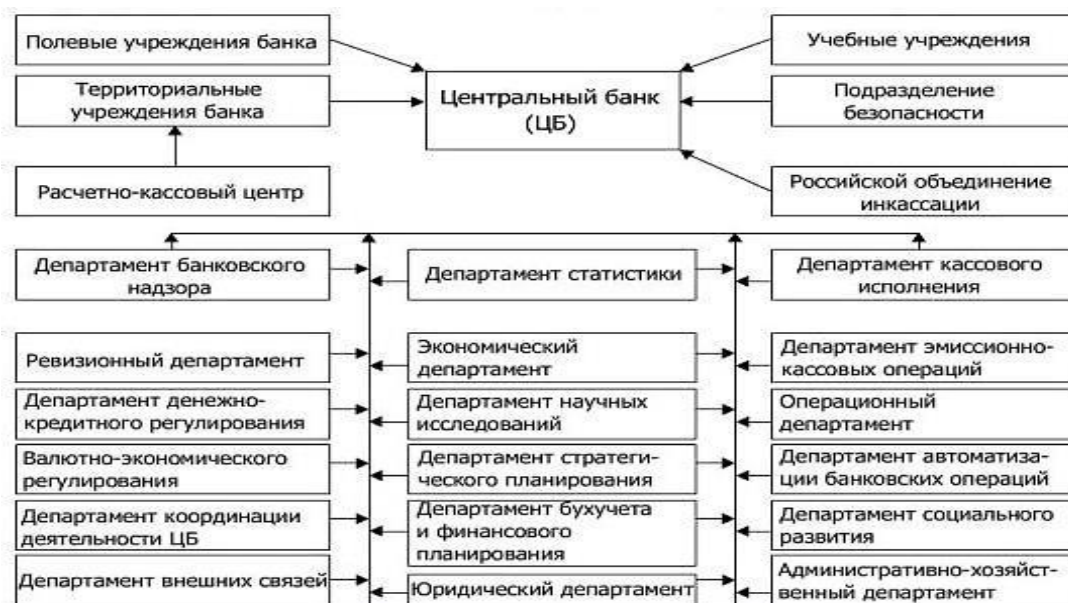 Полевые учреждения банка
Учебные учреждения
Территориальные
учреждения банка
Центральный банк
(ЦБ)
Подразделение
безопасности
Расчетно-кассовый центр
Российской объединение
инкассации
Департамент банковского
надзора
Департамент статистики
Департамент кассового
исполнения
Ревизионный департамент
Экономический
департамент
Департамент эмиссионно-
кассовых операций
Департамент денежно-
кредитного регулирования
Департамент научных
исследований
Операционный
департамент
Валютно-экономического
регулирования
Департамент стратеги-
ческого планирования
Департамент автоматиза-
ции банковских операций
Департамент координации
деятельности ЦБ
Департамент бухучета
и финансового
планирования
Департамент социального
развития
Департамент внешних связей
Юридический департамент
Административно-хозяйст-
венный департамент